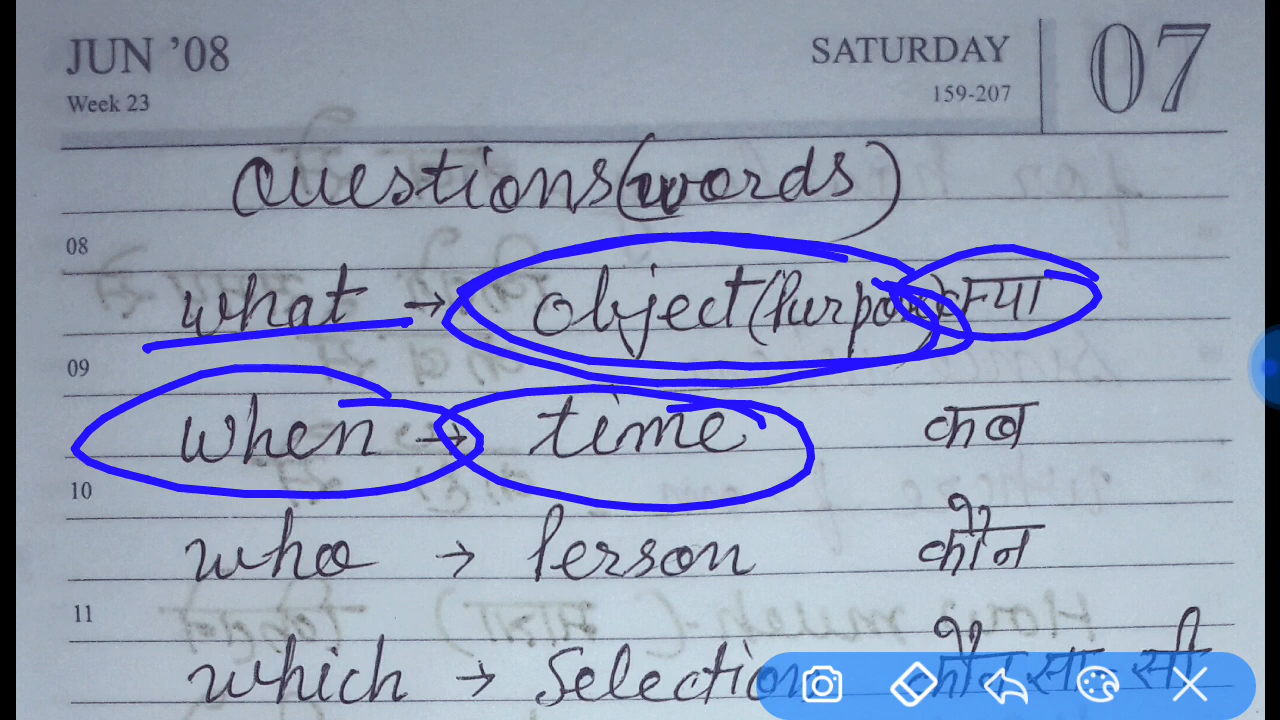 JUN '08 SATURDAY 07
Week 23 159-207
Questions (words)
08
what → object (Purpose) क्या
09
when → time कब
10
who → Person कौन
11
which → Selection कौन सा - सी